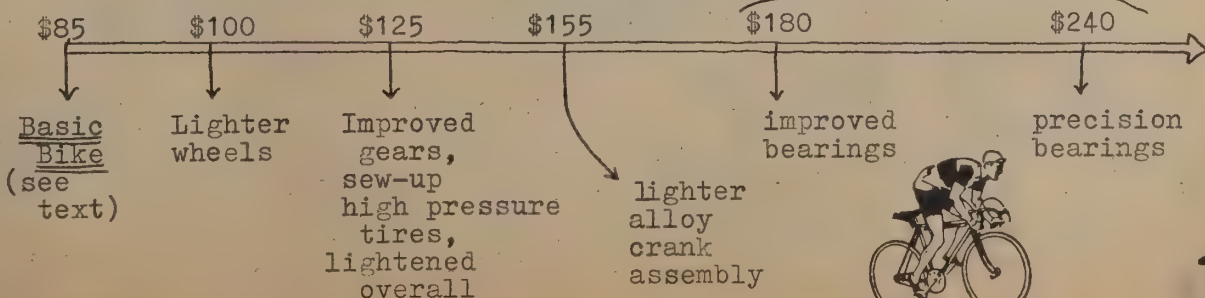 $85 $100 $125 $155 $180 $240
Basic
Bike
(see
text)
Lighter
wheels
Improved
gears,
sew-up
high pressure
tires,
lightened
overall
lighter
alloy
crank
assembly
improved
bearings
precision
bearings